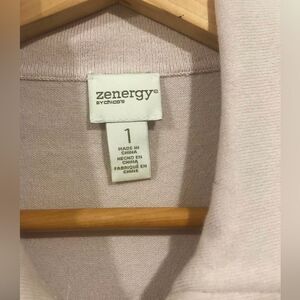 zenergy®
BY CHICO'S
1
MADE IN
CHINA
HECHO EN
CHINA
FABRIQUÉ EN
CHINE